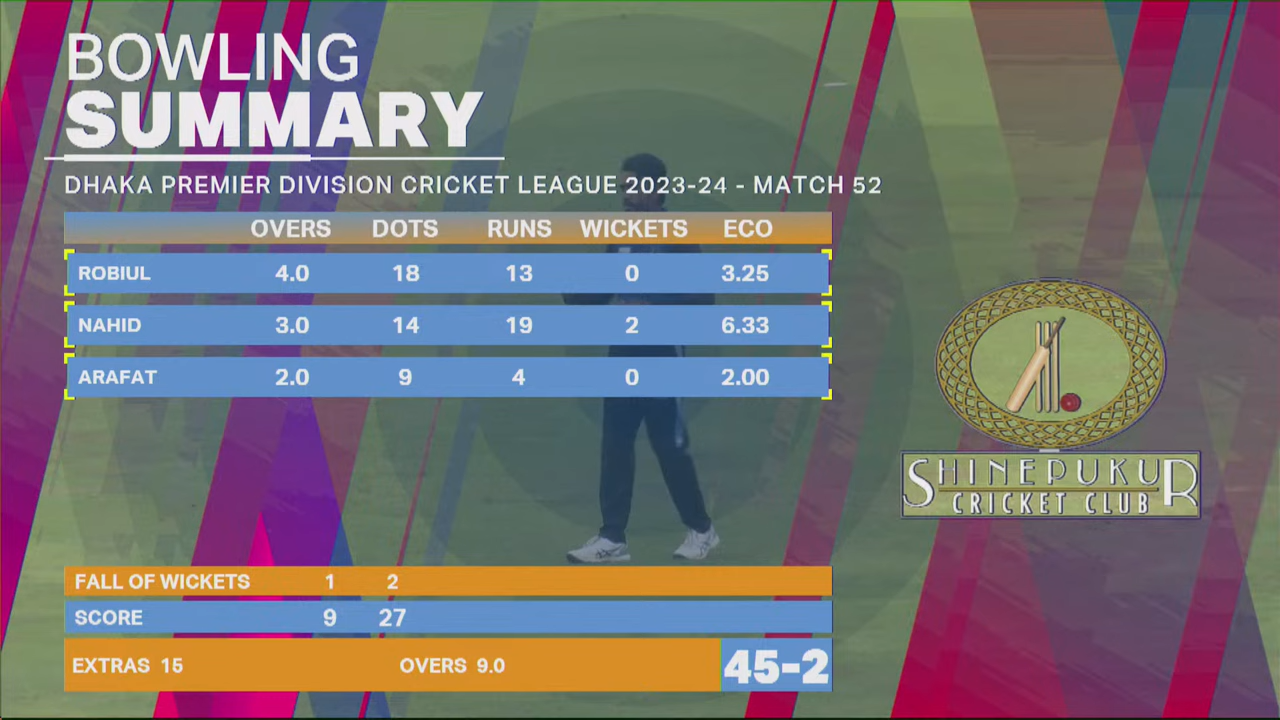 BOWLING
SUMMARY
DHAKA PREMIER DIVISION CRICKET LEAGUE 2023-24 - MATCH 52
OVERS DOTS RUNS WICKETS ECO
ROBIUL 4.0 18 13 0 3.25
NAHID 3.0 14 19 2 6.33
ARAFAT 2.0 9 4 0 2.00
SHINEPUKUR
CRICKET CLUB
FALL OF WICKETS 1 2
SCORE 9 27
EXTRAS 15 OVERS 9.0 45-2